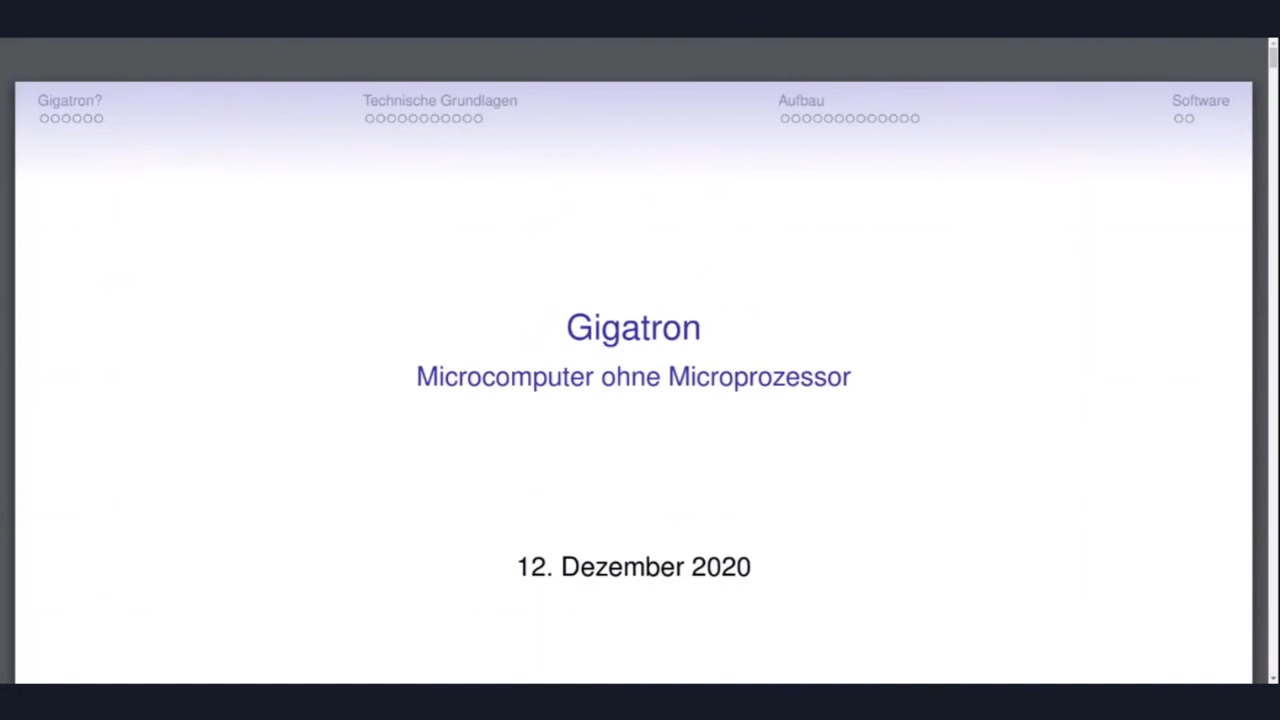 Gigatron?
Technische Grundlagen
Aufbau
Software
Gigatron
Microcomputer ohne Microprozessor
12. Dezember 2020